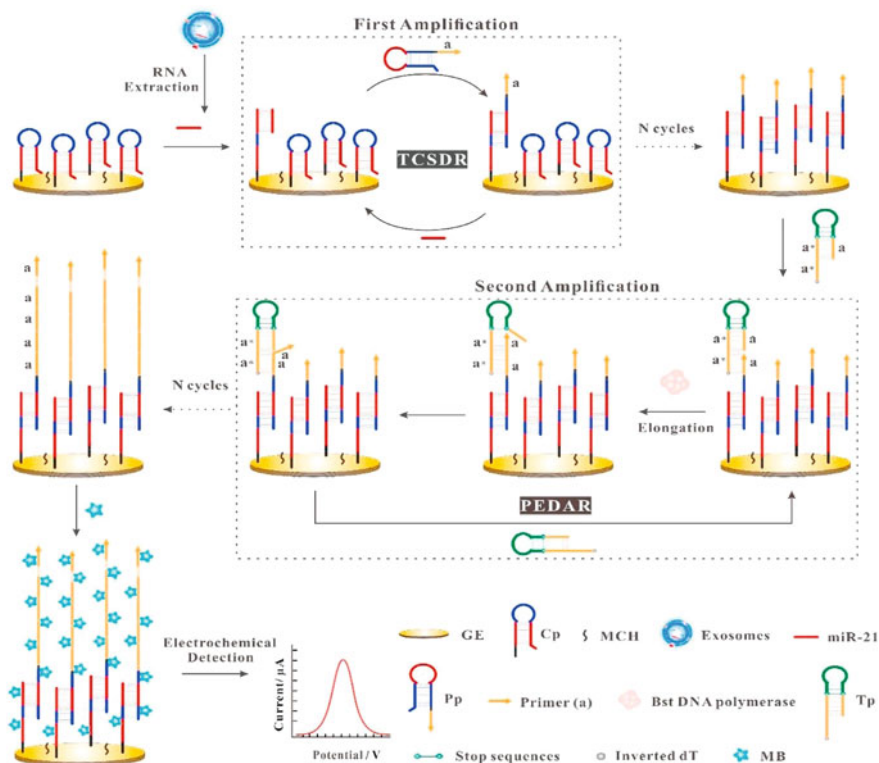 First Amplification
a
RNA
Extraction
a
a
N cycles
TCSDR
a*
a
a*
Second Amplification
a
a
a
a
a
a*
a
a*
a
a*
a
a*
a
a*
a
a*
a
N cycles
Elongation
PEDAR
Electrochemical
Detection
Current/μA
Potential/V
GE
Cp
MCH
Exosomes
miR-21
Pp
Primer (a)
Bst DNA polymerase
Tp
Stop sequences
Inverted dT
MB